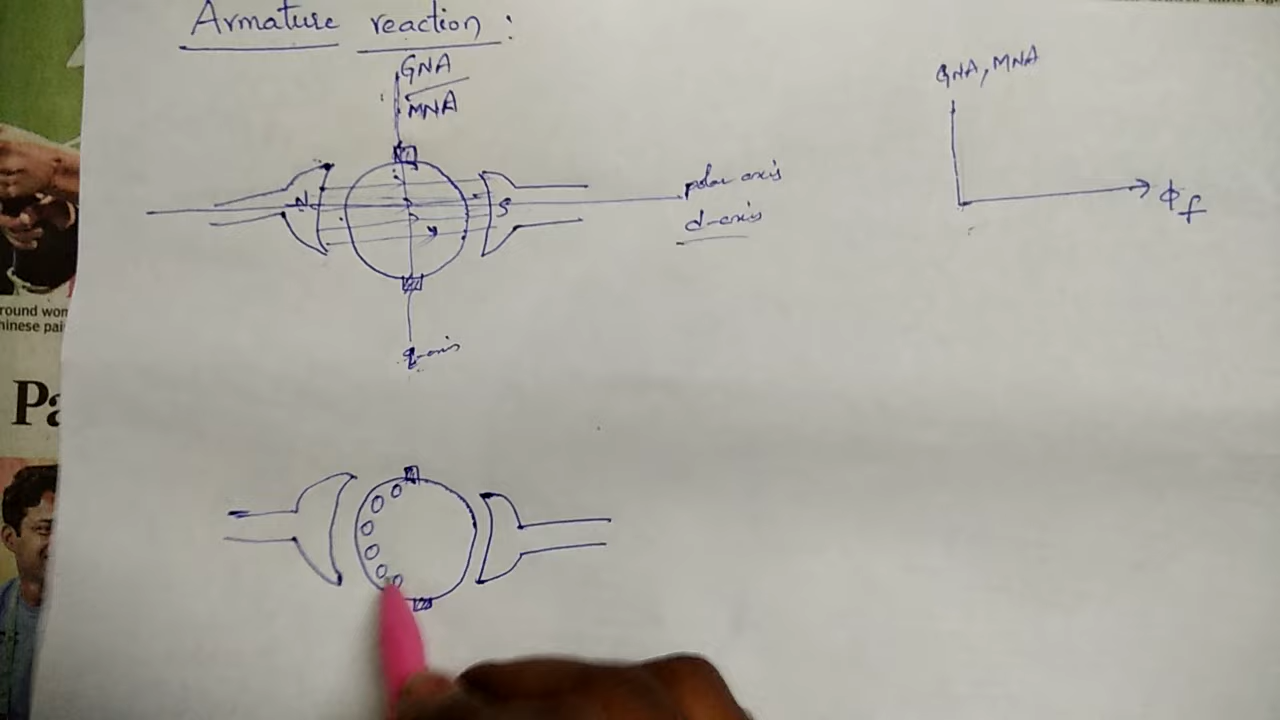 Armature reaction :
GNA
MNA
GNA, MNA
N
S
polar axis
d-axis
ϕf
q-axis
round wom
hinese pai
Pa